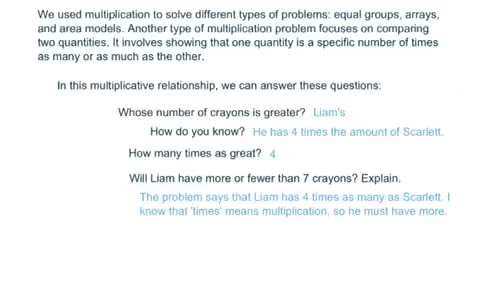 We used multiplication to solve different types of problems: equal groups, arrays,
and area models. Another type of multiplication problem focuses on comparing
two quantities. It involves showing that one quantity is a specific number of times
as many or as much as the other.
In this multiplicative relationship, we can answer these questions:
Whose number of crayons is greater? Liam's
How do you know? He has 4 times the amount of Scarlett.
How many times as great? 4
Will Liam have more or fewer than 7 crayons? Explain.
The problem says that Liam has 4 times as many as Scarlett. I
know that 'times' means multiplication, so he must have more.